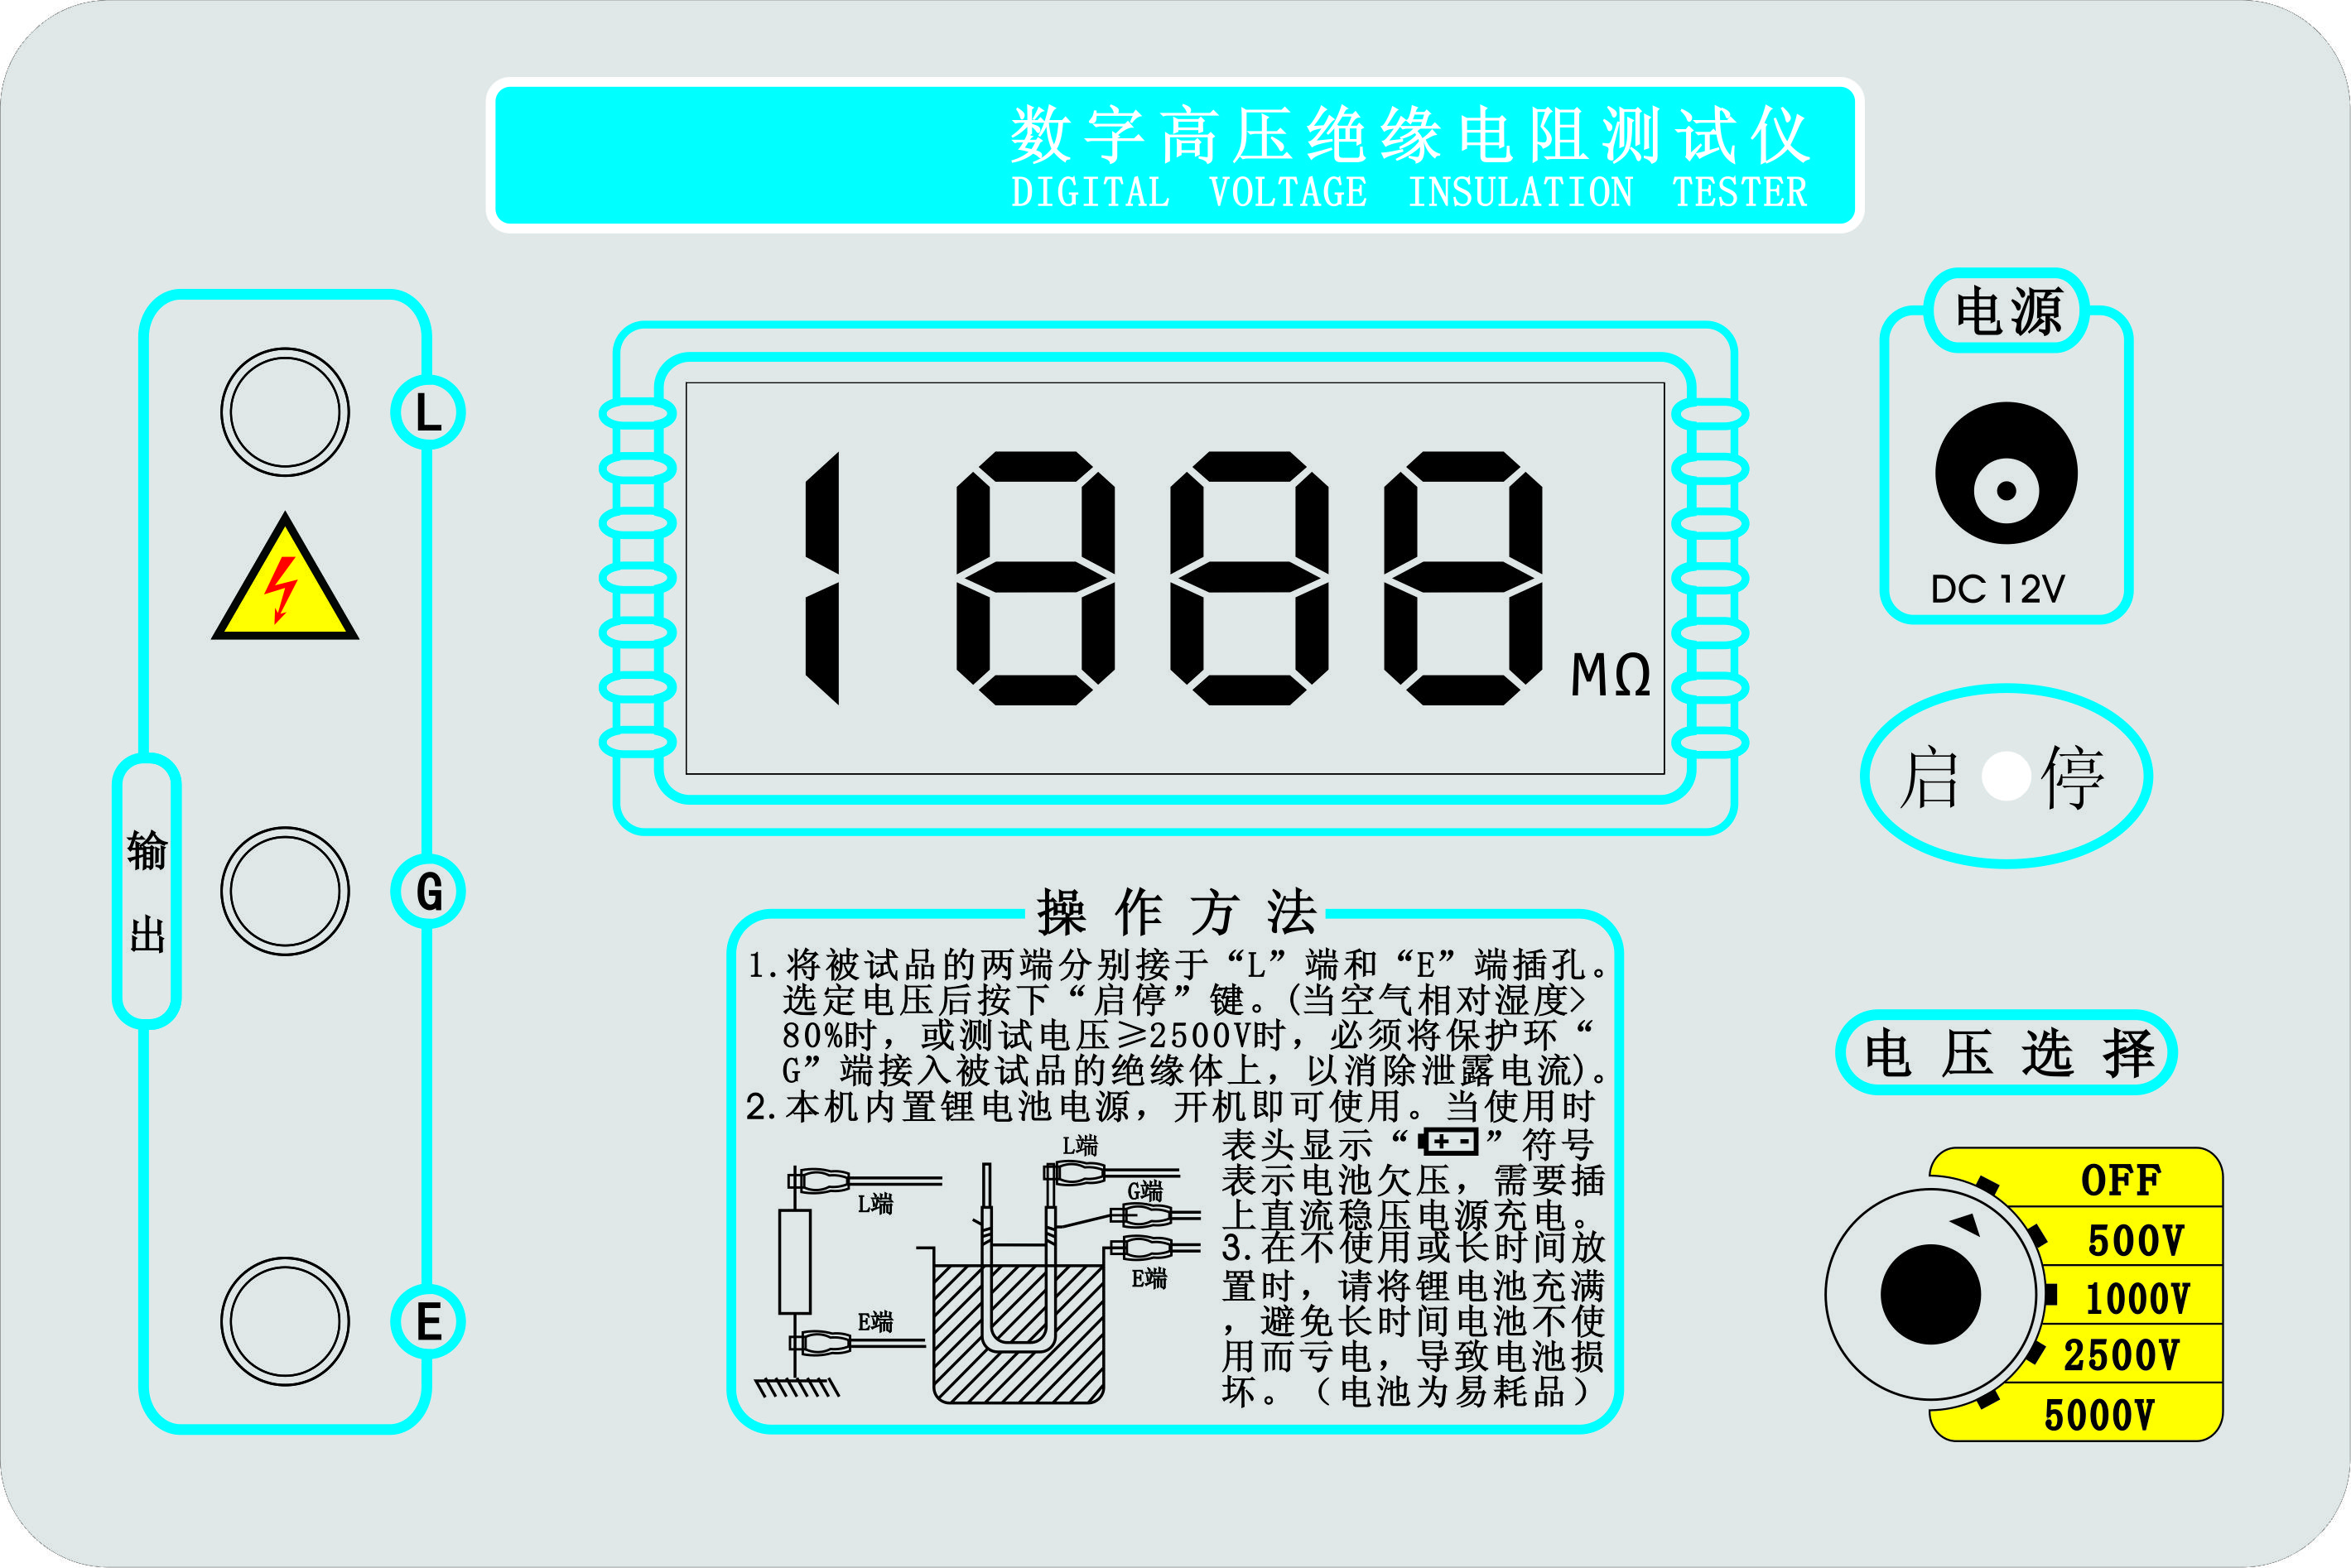 数字高压绝缘电阻测试仪
DIGITAL VOLTAGE INSULATION TESTER
电源
DC 12V
L
G
E
输出
1888
MΩ
启 停
操作方法
1.将被试品的两端分别接于“L”端和“E”端插孔。
选定电压后按下“启停”键。(当空气相对湿度>
80%时，或测试电压≥2500V时，必须将保护环“
G”端接入被试品的绝缘体上，以消除泄露电流)。
2.本机内置锂电池电源，开机即可使用。当使用时
表头显示“ ”符号
表示电池欠压，需要插
上直流稳压电源充电。
3.在不使用或长时间放
置时，请将锂电池充满
，避免长时间电池不使
用而亏电，导致电池损
坏。（电池为易耗品）
L端
L端
G端
E端
E端
电压选择
OFF
500V
1000V
2500V
5000V